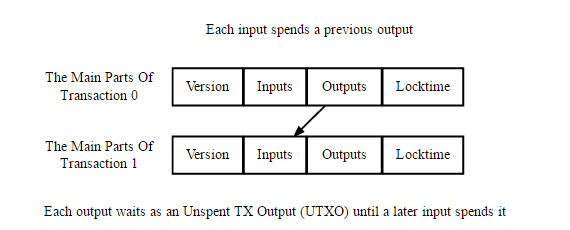 Each input spends a previous output
The Main Parts Of
Transaction 0
Version Inputs Outputs Locktime
The Main Parts Of
Transaction 1
Version Inputs Outputs Locktime
Each output waits as an Unspent TX Output (UTXO) until a later input spends it